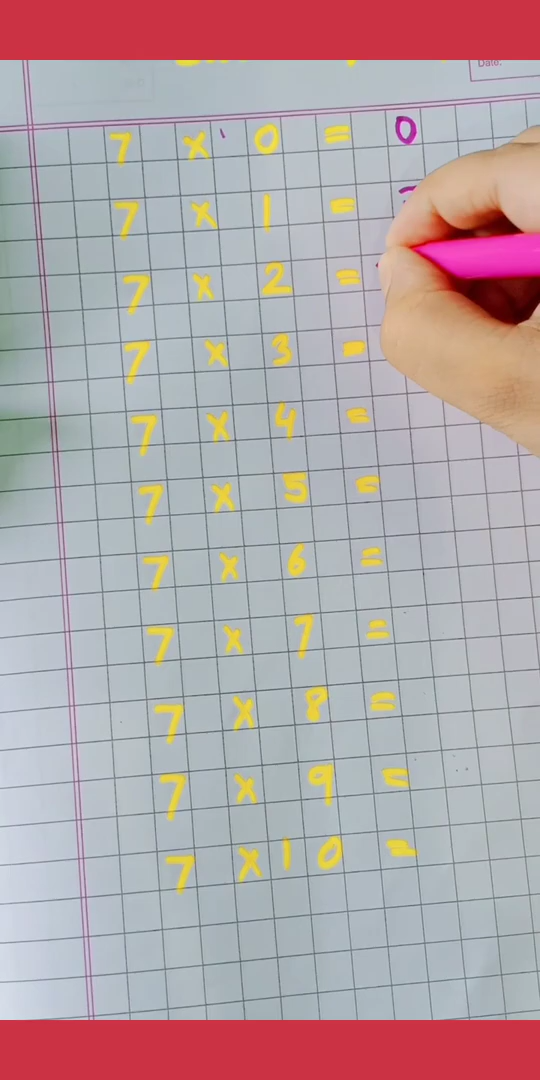 Date.
7 x 0 = 0
7 x 1 =
7 x 2 =
7 x 3 =
7 x 4 =
7 x 5 =
7 x 6 =
7 x 7 =
7 x 8 =
7 x 9 =
7 x 10 =